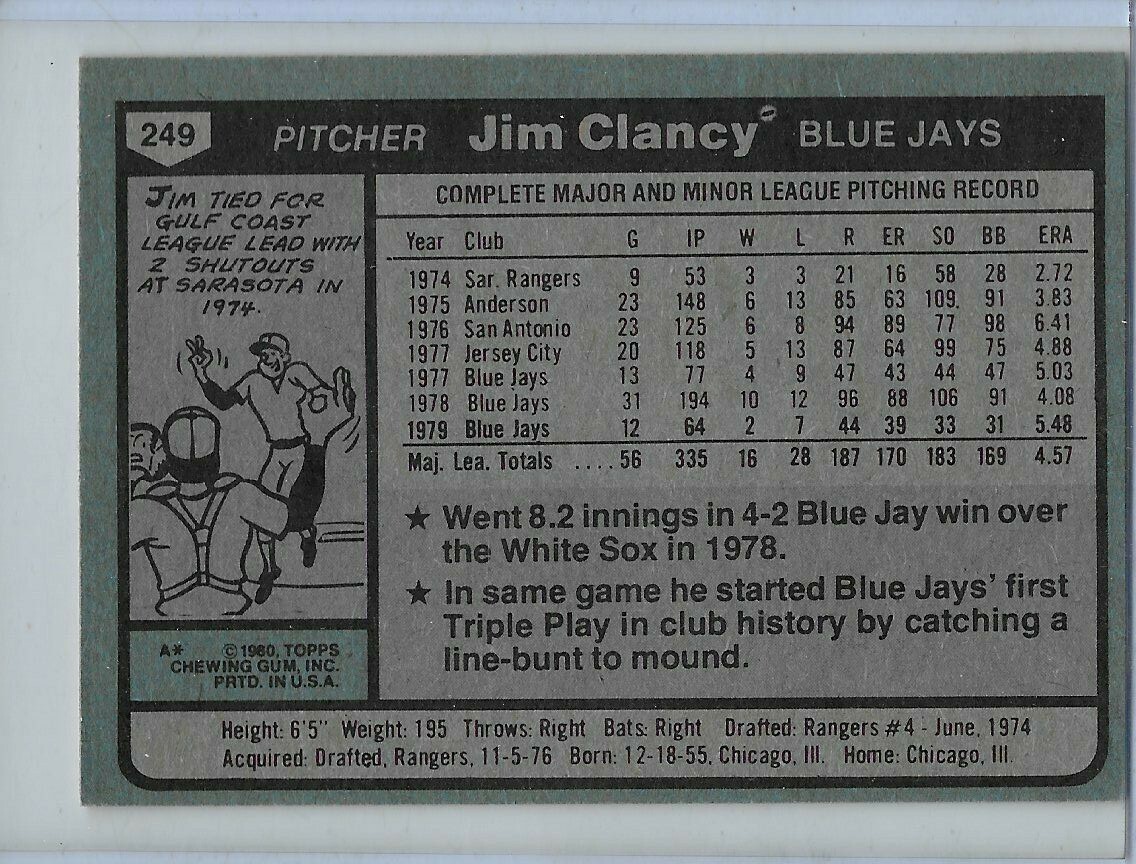 249 PITCHER Jim Clancy BLUE JAYS
JIM TIED FOR
GULF COAST
LEAGUE LEAD WITH
2 SHUTOUTS
AT SARASOTA IN
1974.
COMPLETE MAJOR AND MINOR LEAGUE PITCHING RECORD
Year Club G IP W L R ER SO BB ERA
1974 Sar. Rangers 9 53 3 3 21 16 58 28 2.72
1975 Anderson 23 148 6 13 85 63 109 91 3.83
1976 San Antonio 23 125 6 8 94 89 77 98 6.41
1977 Jersey City 20 118 5 13 87 64 99 75 4.88
1977 Blue Jays 13 77 4 9 47 43 44 47 5.03
1978 Blue Jays 31 194 10 12 96 88 106 91 4.08
1979 Blue Jays 12 64 2 7 44 39 33 31 5.48
Maj. Lea. Totals ....56 335 16 28 187 170 183 169 4.57
★ Went 8.2 innings in 4-2 Blue Jay win over
the White Sox in 1978.
★ In same game he started Blue Jays' first
Triple Play in club history by catching a
line-bunt to mound.
A* ©1980, TOPPS
CHEWING GUM, INC.
PRTD. IN U.S.A.
Height: 6'5" Weight: 195 Throws: Right Bats: Right Drafted: Rangers #4 - June, 1974
Acquired: Drafted, Rangers, 11-5-76 Born: 12-18-55, Chicago, Ill. Home: Chicago, Ill.